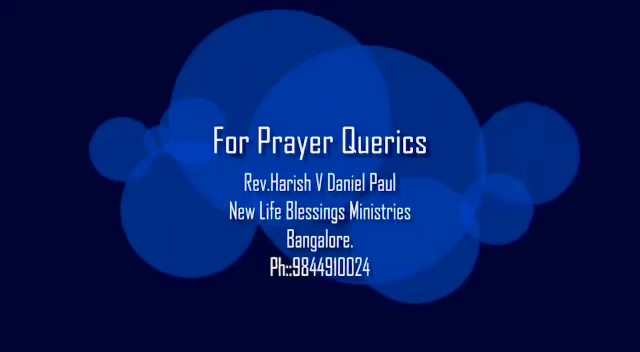 For Prayer Querics
Rev.Harish V Daniel Paul
New Life Blessings Ministries
Bangalore.
Ph::9844910024